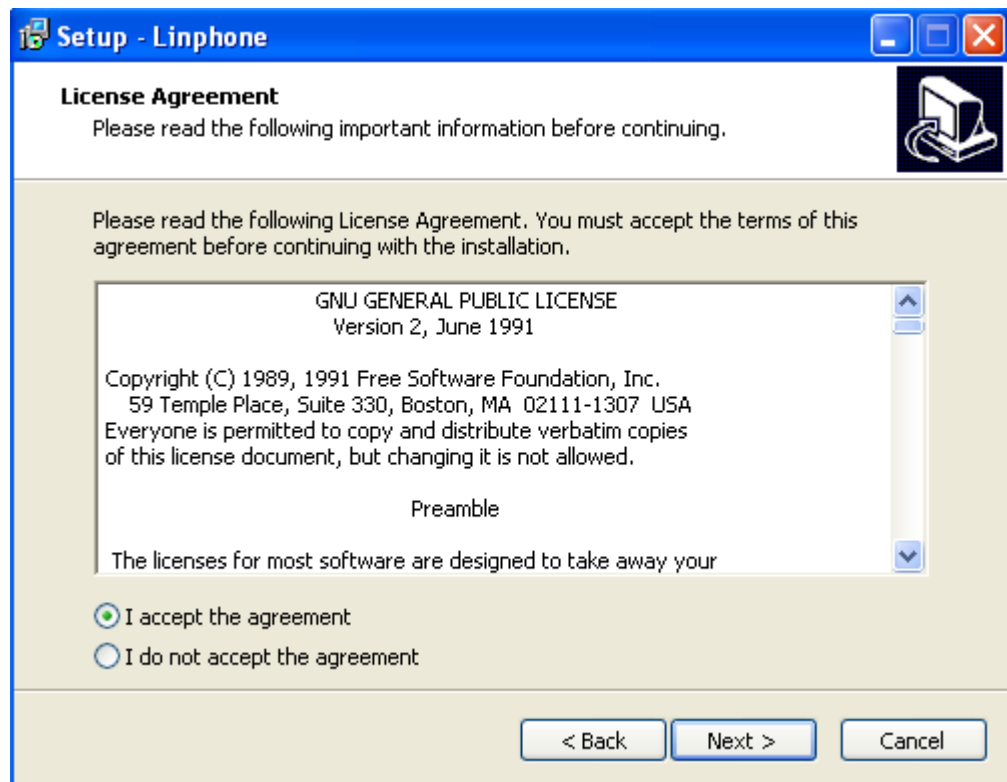 Setup - Linphone
License Agreement
Please read the following important information before continuing.
Please read the following License Agreement. You must accept the terms of this
agreement before continuing with the installation.
GNU GENERAL PUBLIC LICENSE
Version 2, June 1991
Copyright (C) 1989, 1991 Free Software Foundation, Inc.
59 Temple Place, Suite 330, Boston, MA  02111-1307  USA
Everyone is permitted to copy and distribute verbatim copies
of this license document, but changing it is not allowed.
Preamble
The licenses for most software are designed to take away your
I accept the agreement
I do not accept the agreement
< Back
Next >
Cancel